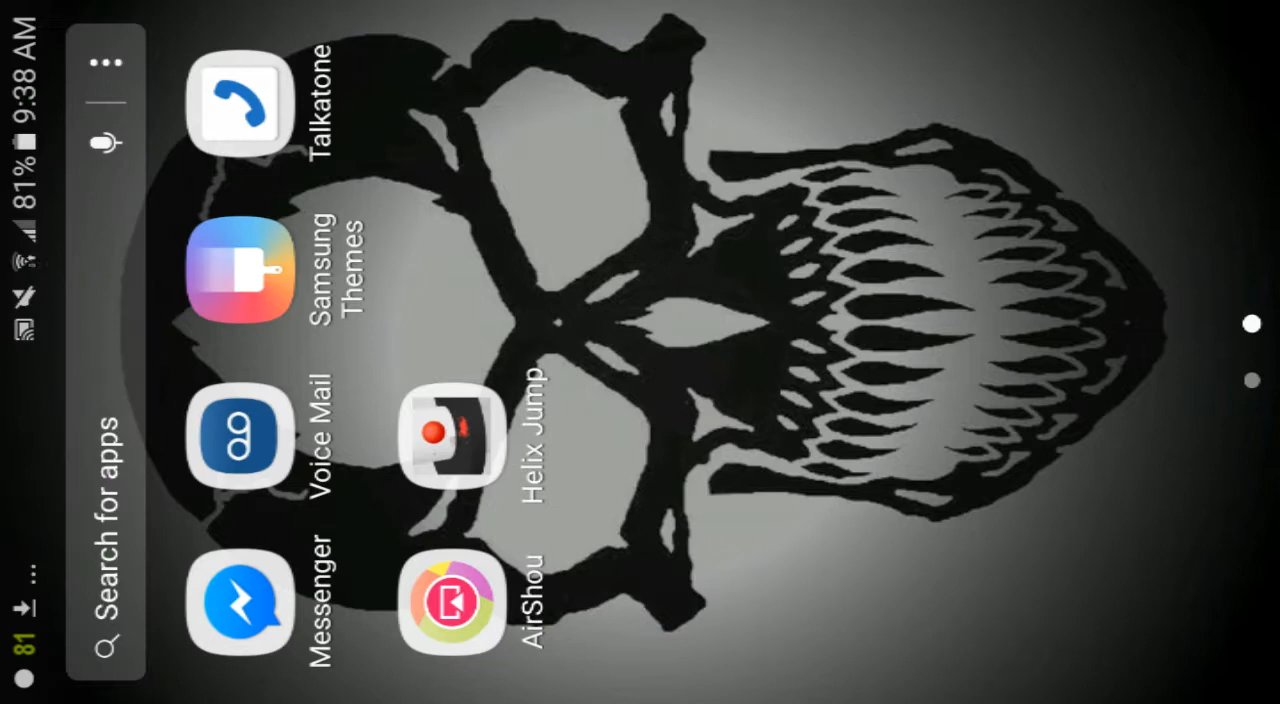 81 ... 81% 9:38 AM
Search for apps
Messenger
Voice Mail
Samsung
Themes
Talkatone
AirShou
Helix Jump